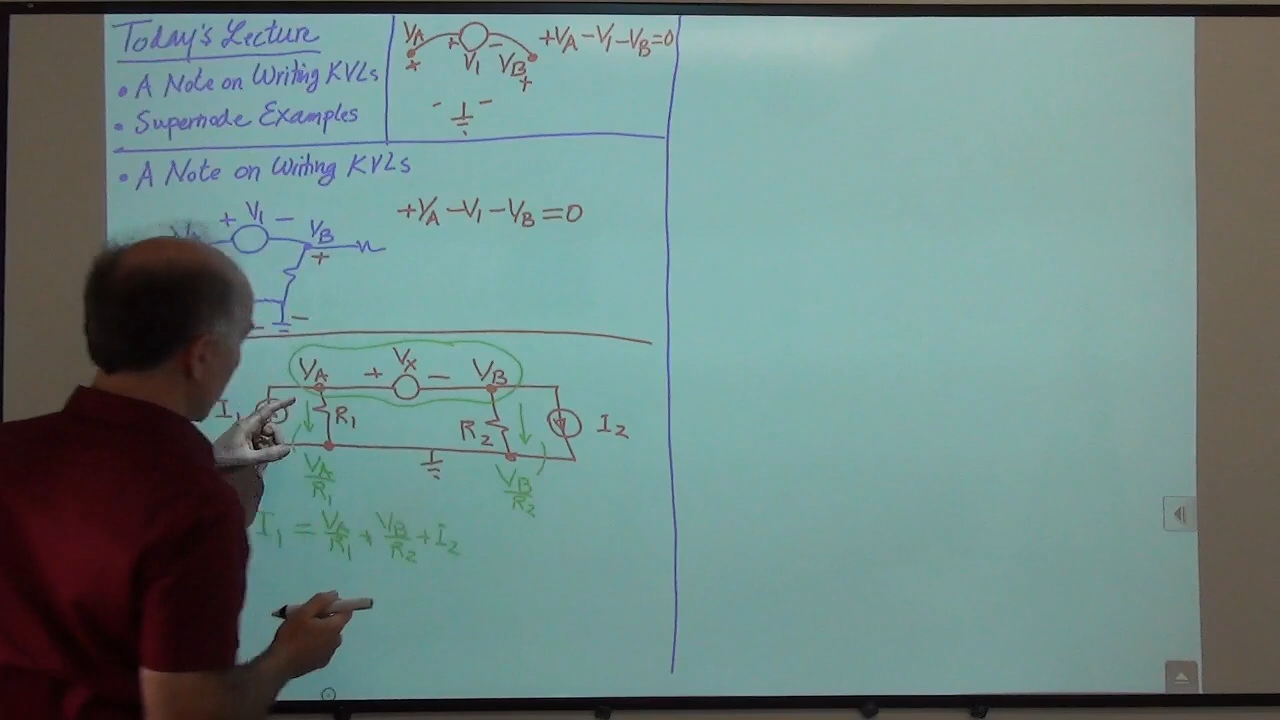 Today's Lecture
• A Note on Writing KVLs
• Supernode Examples
VA + V1 − VB +VA −V1 −VB = 0
+ +
− −
• A Note on Writing KVLs
+ V1 − VB
+
+VA −V1 −VB = 0
− −
VA + VX − VB
I1 R1 R2 I2
VA/R1 VB/R2
I1 = VA/R1 + VB/R2 + I2